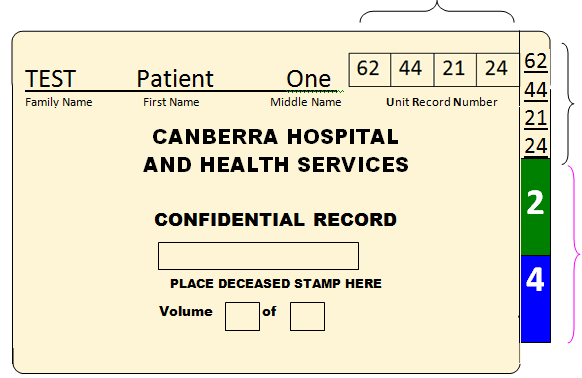 TEST Patient One 62 44 21 24
Family Name First Name Middle Name Unit Record Number
CANBERRA HOSPITAL
AND HEALTH SERVICES
CONFIDENTIAL RECORD
PLACE DECEASED STAMP HERE
Volume of
62
44
21
24
2
4